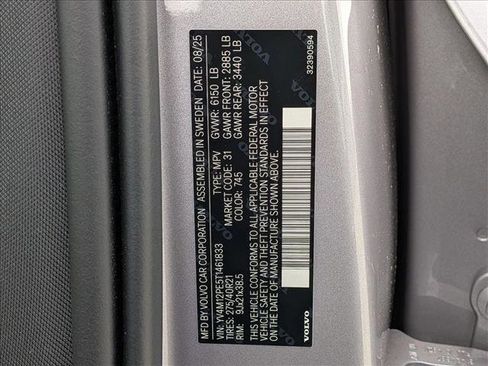 MFD BY VOLVO CAR CORPORATION ASSEMBLED IN SWEDEN DATE: 08/25
VIN: YV4M12PE5T1461833 GVWR: 6150 LB
TIRES: 275/40R21 TYPE: MPV GAWR FRONT: 2885 LB
RIM: 9Jx21x38.5 MARKET CODE: 31 GAWR REAR: 3440 LB
COLOR: 745
THIS VEHICLE CONFORMS TO ALL APPLICABLE FEDERAL MOTOR
VEHICLE SAFETY AND THEFT PREVENTION STANDARDS IN EFFECT
ON THE DATE OF MANUFACTURE SHOWN ABOVE.
VOLVO 32390594